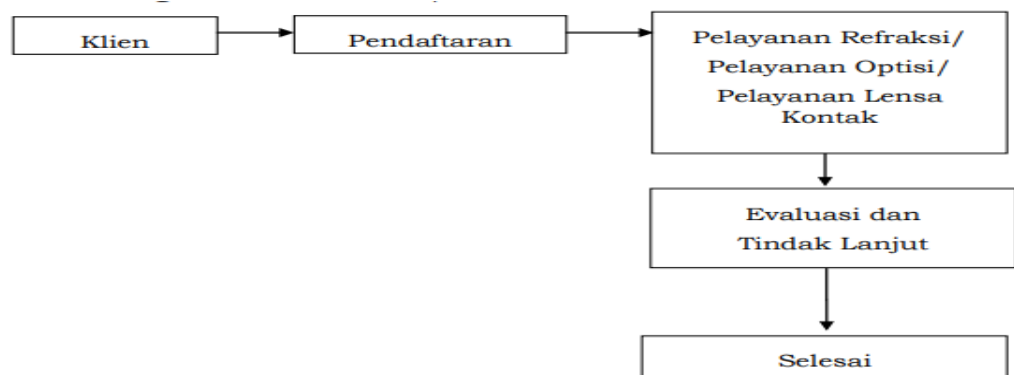 Klien
Pendaftaran
Pelayanan Refraksi/
Pelayanan Optisi/
Pelayanan Lensa
Kontak
Evaluasi dan
Tindak Lanjut
Selesai